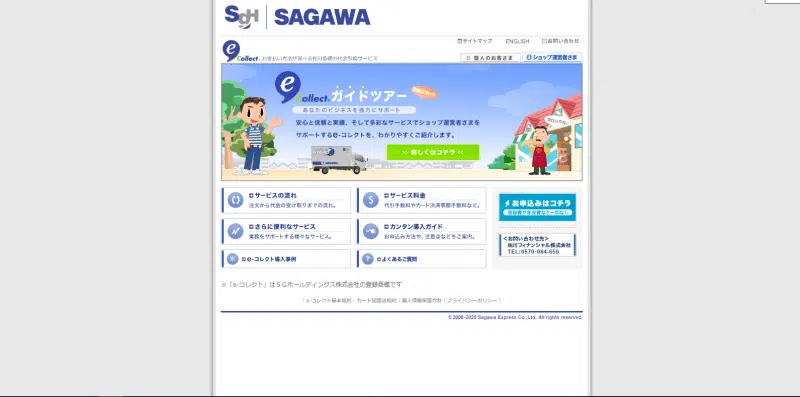 SGH SAGAWA
サイトマップ ENGLISH お問い合わせ
e Collect. お支払い方法が選べる佐川急便の代金引換サービス
個人のお客さま ショップ運営者さま
e Collect. ガイドツアー
あなたのビジネスを強力にサポート
安心と信頼と実績、そして多彩なサービスでショップ運営者さまを
サポートするe-コレクトを、わかりやすくご紹介します。
>> 詳しくはコチラ <<
サービスの流れ
注文から代金の受け取りまでの流れ。
サービス料金
代引手数料やカード決済事務手数料など。
さらに便利なサービス
業務をサポートする様々なサービス。
カンタン導入ガイド
お申込み方法や、注意点などをご案内。
e-コレクト導入事例
よくあるご質問
お申込みはコチラ
登録費や年会費など一切なし
<お問い合わせ先>
佐川フィナンシャル株式会社
TEL:0570-064-650
※「e-コレクト」はSGホールディングス株式会社の登録商標です
| e-コレクト基本規約・カード加盟店規約 | 個人情報保護方針 | プライバシーポリシー |
© 2006-2020 Sagawa Express Co.,Ltd. All rights reserved.